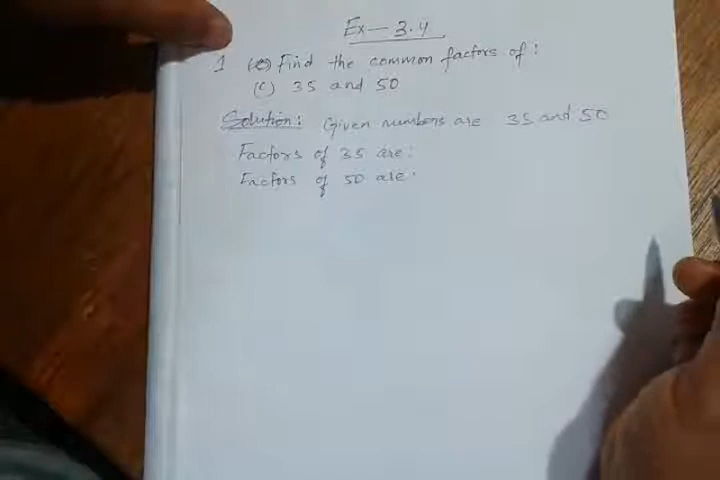 Ex - 3.4
1 (c) Find the common factors of :
(c) 35 and 50
Solution : Given numbers are 35 and 50
Factors of 35 are :
Factors of 50 are :